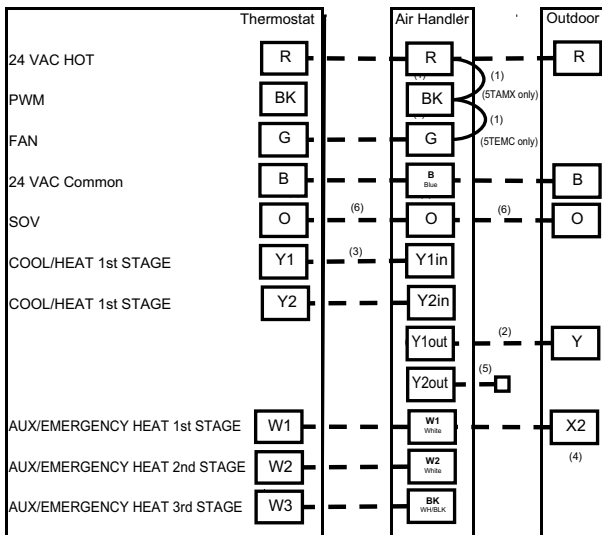 Thermostat Air Handler Outdoor
24 VAC HOT R R R
(1)
PWM BK BK (5TAMX only)
(1)
FAN G G (5TEMC only)
24 VAC Common B B B
Blue
SOV O (6) O (6) O
COOL/HEAT 1st STAGE Y1 (3) Y1in
COOL/HEAT 1st STAGE Y2 Y2in
Y1out (2) Y
Y2out (5)
AUX/EMERGENCY HEAT 1st STAGE W1 W1 X2
White
(4)
AUX/EMERGENCY HEAT 2nd STAGE W2 W2
White
AUX/EMERGENCY HEAT 3rd STAGE W3 BK
WH/BLK